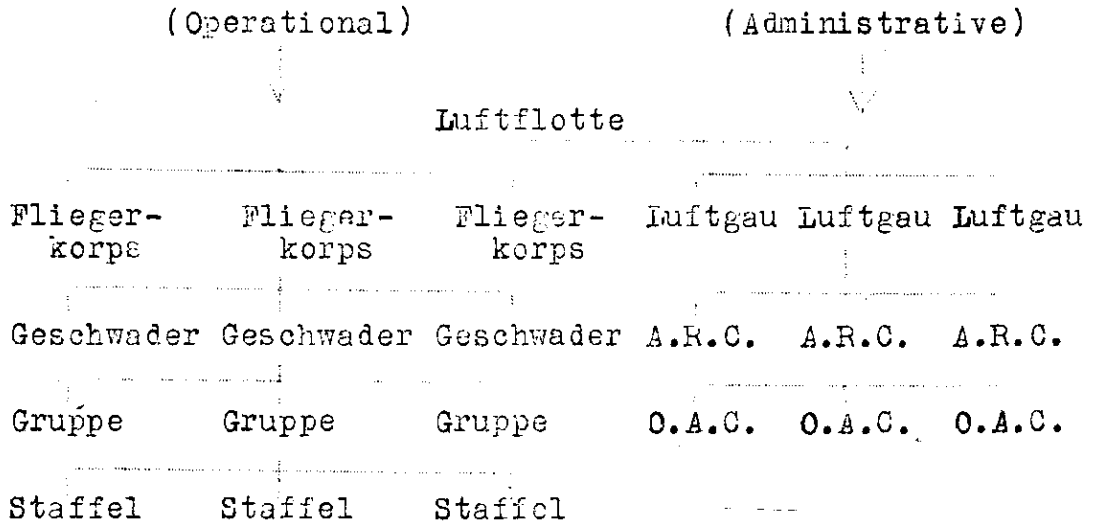 (Operational) (Administrative)
Luftflotte
Flieger- Flieger- Flieger- Luftgau Luftgau Luftgau
korps korps korps
Geschwader Geschwader Geschwader A.R.C. A.R.C. A.R.C.
Gruppe Gruppe Gruppe O.A.C. O.A.C. O.A.C.
Staffel Staffel Staffel